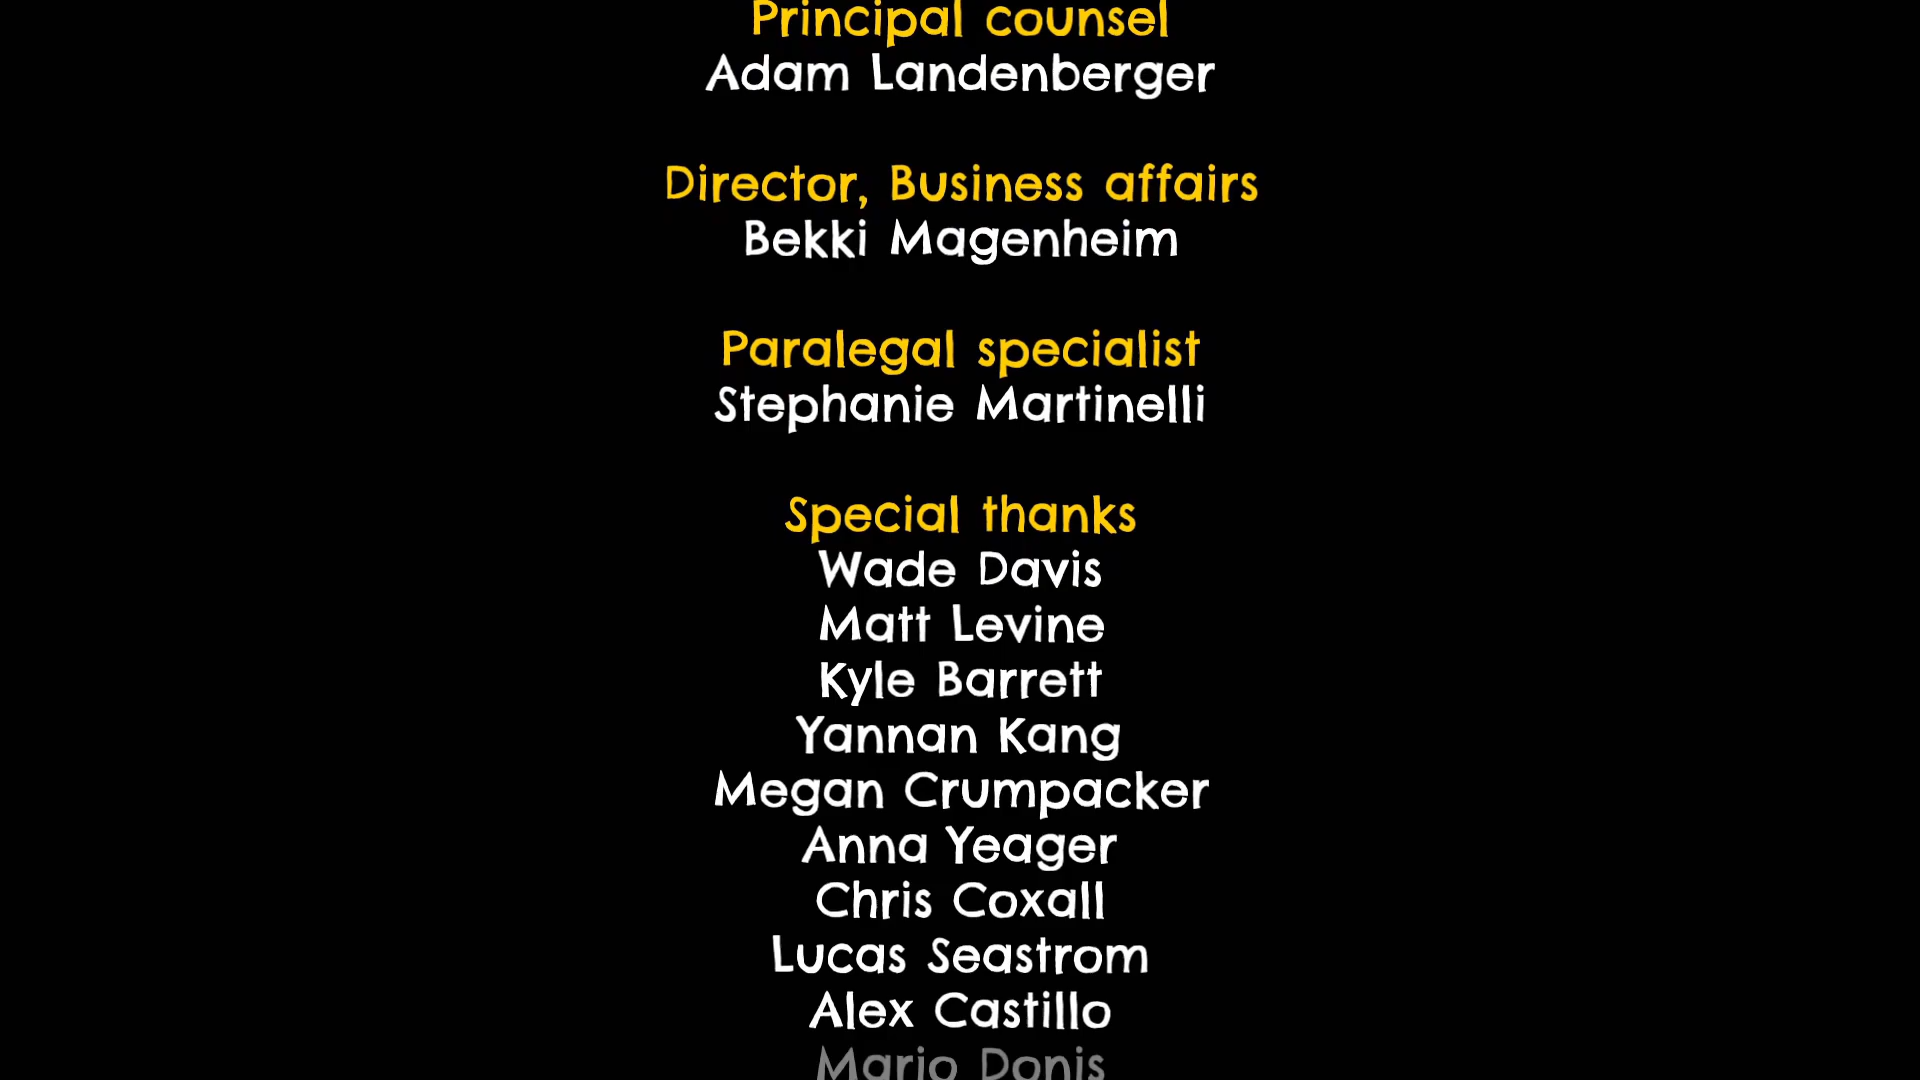 Principal counsel
Adam Landenberger
Director, Business affairs
Bekki Magenheim
Paralegal specialist
Stephanie Martinelli
Special thanks
Wade Davis
Matt Levine
Kyle Barrett
Yannan Kang
Megan Crumpacker
Anna Yeager
Chris Coxall
Lucas Seastrom
Alex Castillo
Mario Donis